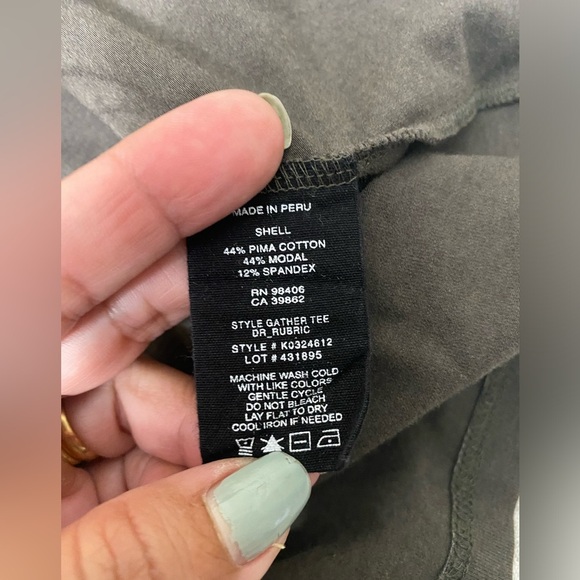 MADE IN PERU
SHELL
44% PIMA COTTON
44% MODAL
12% SPANDEX
RN 98406
CA 39862
STYLE GATHER TEE
DR_RUBRIC
STYLE # K0324612
LOT # 431895
MACHINE WASH COLD
WITH LIKE COLORS
GENTLE CYCLE
DO NOT BLEACH
LAY FLAT TO DRY
COOL IRON IF NEEDED